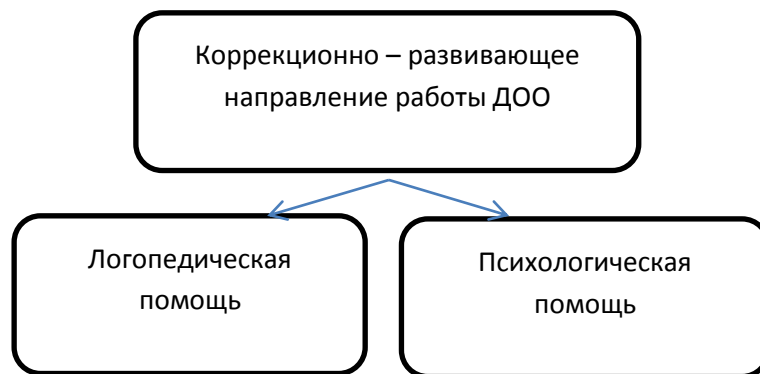 Коррекционно – развивающее
направление работы ДОО
Логопедическая
помощь
Психологическая
помощь